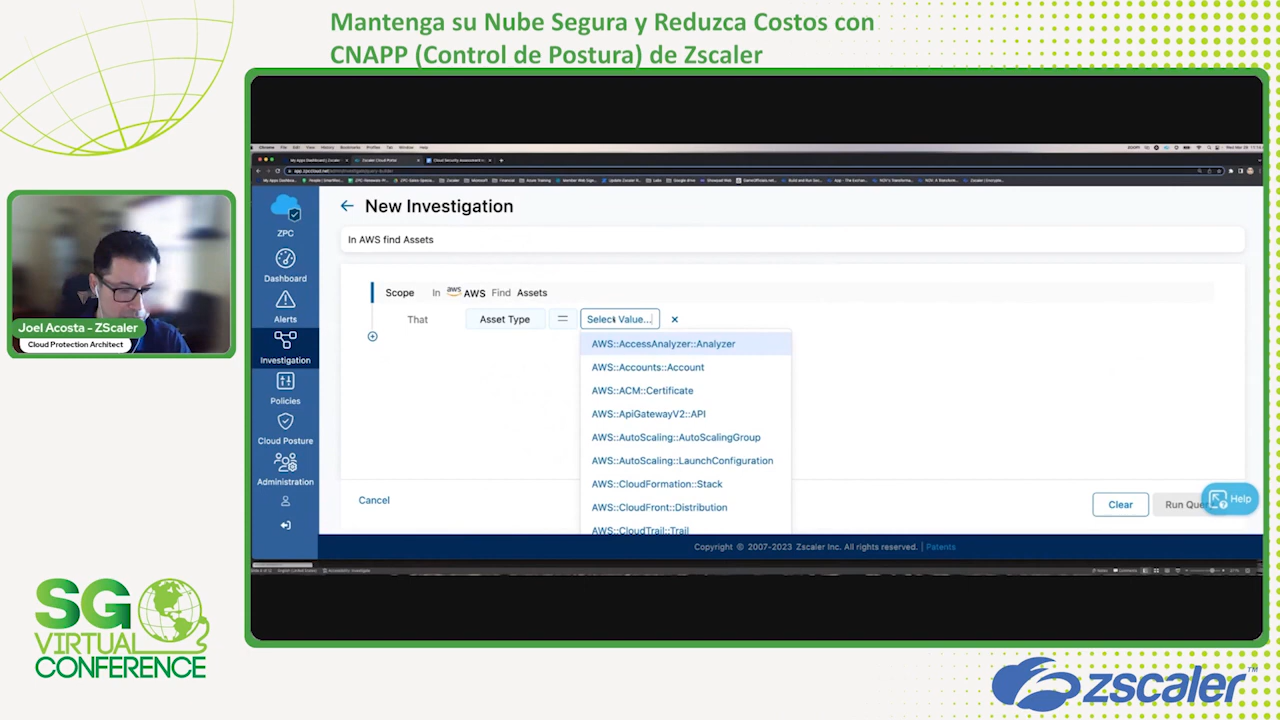 Mantenga su Nube Segura y Reduzca Costos con
CNAPP (Control de Postura) de Zscaler
ZPC
Dashboard
Alerts
Investigation
Policies
Cloud Posture
Administration
New Investigation
In AWS find Assets
Scope In aws AWS Find Assets
That Asset Type = Select Value...
AWS::AccessAnalyzer::Analyzer
AWS::Accounts::Account
AWS::ACM::Certificate
AWS::ApiGatewayV2::API
AWS::AutoScaling::AutoScalingGroup
AWS::AutoScaling::LaunchConfiguration
AWS::CloudFormation::Stack
AWS::CloudFront::Distribution
AWS::CloudTrail::Trail
Cancel
Clear
Run Que
Help
Copyright © 2007-2023 Zscaler Inc. All rights reserved. | Patents
Joel Acosta - ZScaler
Cloud Protection Architect
SG
VIRTUAL
CONFERENCE
zscaler™